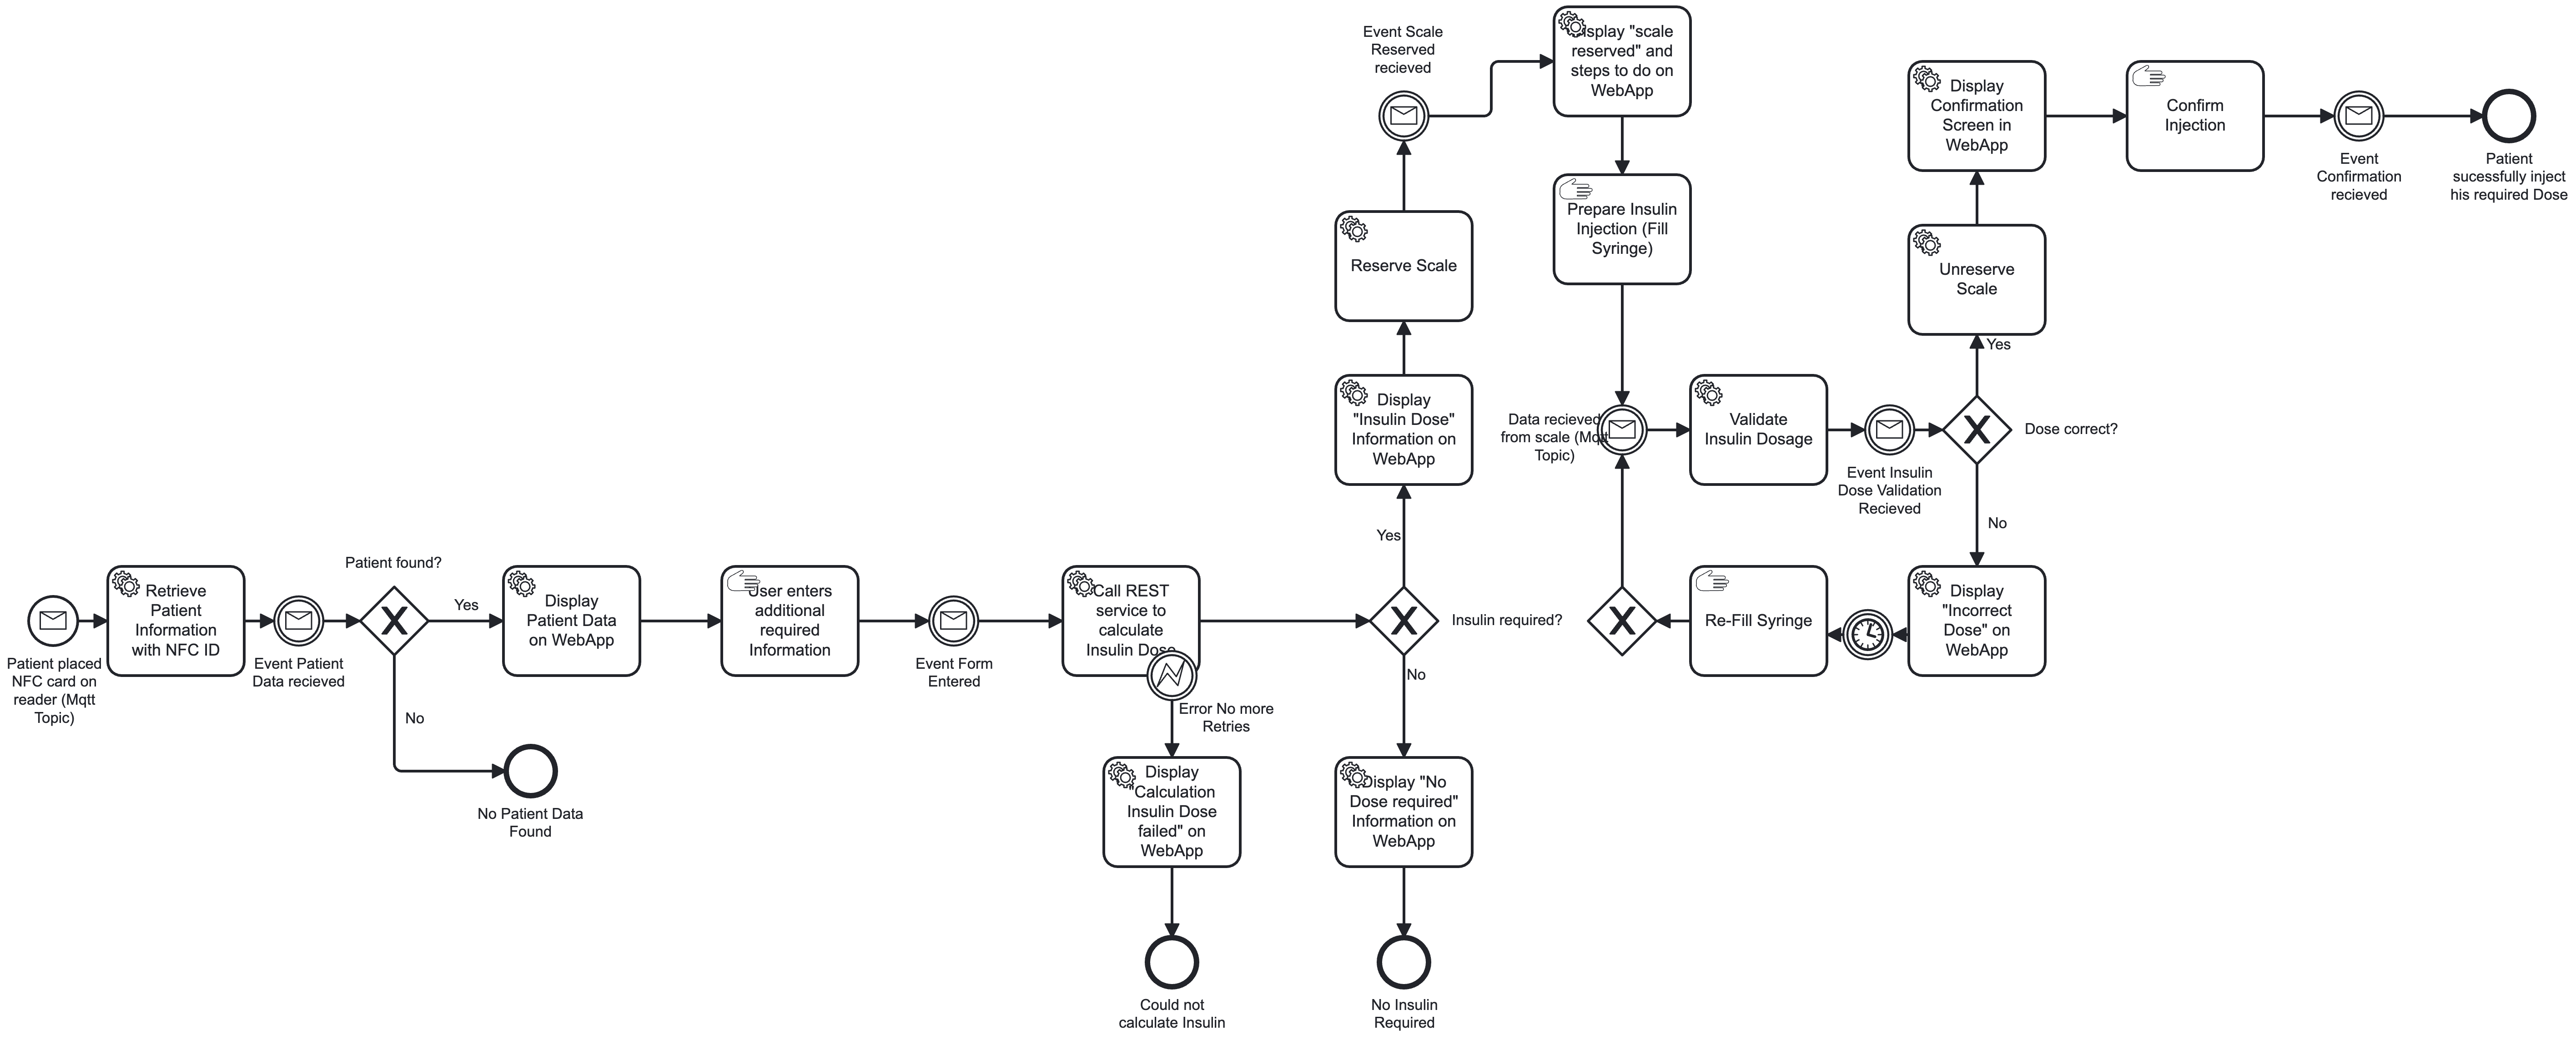 Event Scale
Reserved
recieved
Display "scale
reserved" and
steps to do on
WebApp
Display
Confirmation
Screen in
WebApp
Confirm
Injection
Event
Confirmation
recieved
Patient
sucessfully inject
his required Dose
Reserve Scale
Prepare Insulin
Injection (Fill
Syringe)
Unreserve
Scale
Yes
Display
"Insulin Dose"
Information on
WebApp
Data recieved
from scale (Mqtt
Topic)
Validate
Insulin Dosage
Event Insulin
Dose Validation
Recieved
Dose correct?
No
Yes
Patient placed
NFC card on
reader (Mqtt
Topic)
Retrieve
Patient
Information
with NFC ID
Event Patient
Data recieved
Patient found?
Yes
No
No Patient Data
Found
Display
Patient Data
on WebApp
User enters
additional
required
Information
Event Form
Entered
Call REST
service to
calculate
Insulin Dose
Error No more
Retries
Display
"Calculation
Insulin Dose
failed" on
WebApp
Could not
calculate Insulin
Insulin required?
No
Display "No
Dose required"
Information on
WebApp
No Insulin
Required
Re-Fill Syringe
Display
"Incorrect
Dose" on
WebApp